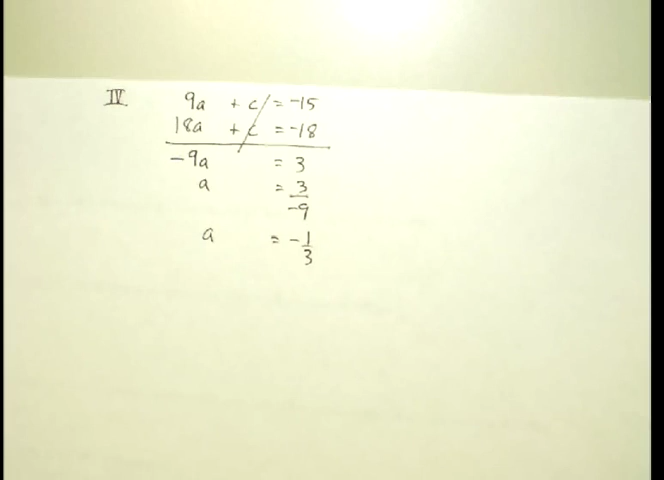 IV 9a + c = -15
18a + c = -18
-9a = 3
a = 3/-9
a = -1/3